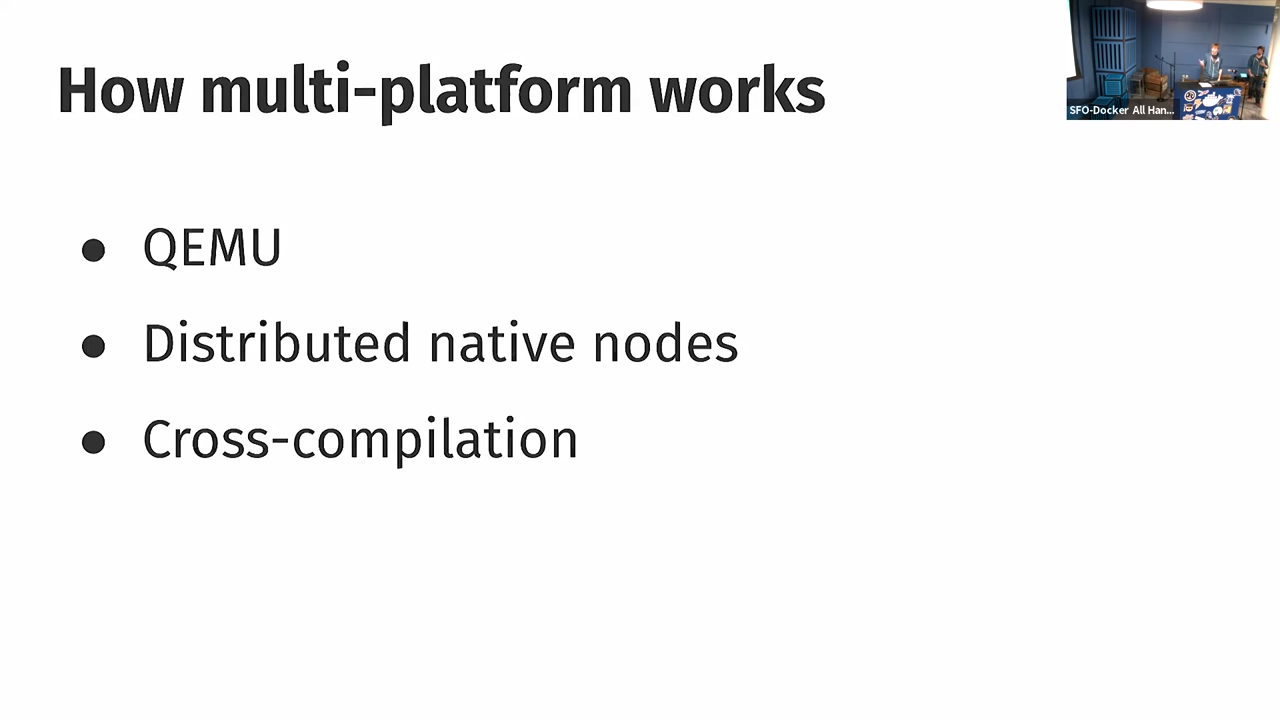 How multi-platform works
SFO-Docker All Han...
● QEMU
● Distributed native nodes
● Cross-compilation